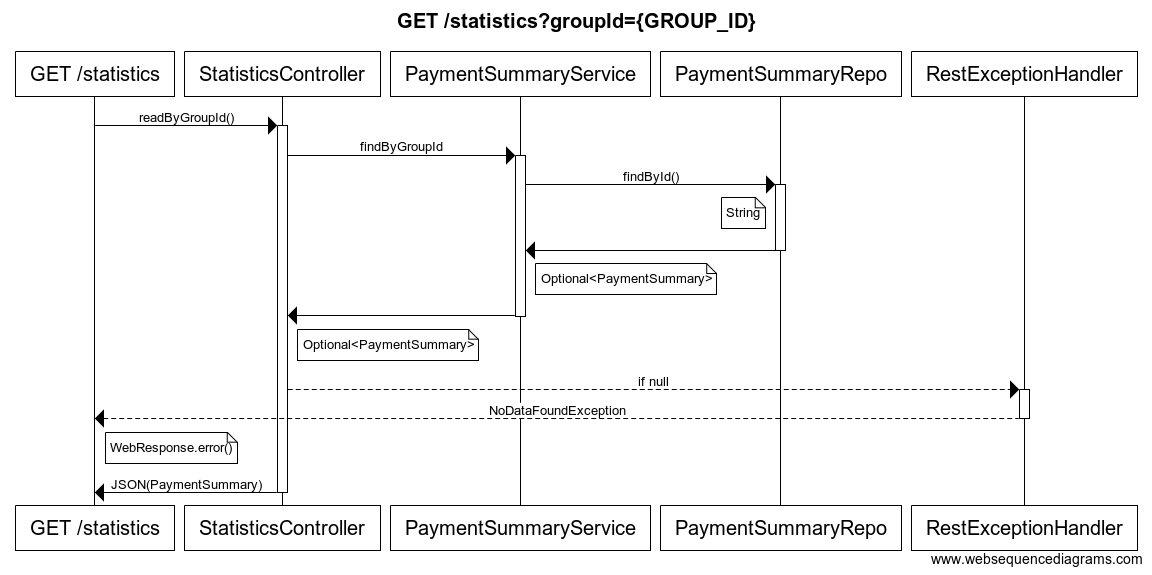 GET /statistics?groupId={GROUP_ID}
GET /statistics
StatisticsController
PaymentSummaryService
PaymentSummaryRepo
RestExceptionHandler
readByGroupId()
findByGroupId
findById()
String
Optional<PaymentSummary>
Optional<PaymentSummary>
if null
NoDataFoundException
WebResponse.error()
JSON(PaymentSummary)
GET /statistics
StatisticsController
PaymentSummaryService
PaymentSummaryRepo
RestExceptionHandler
www.websequencediagrams.com